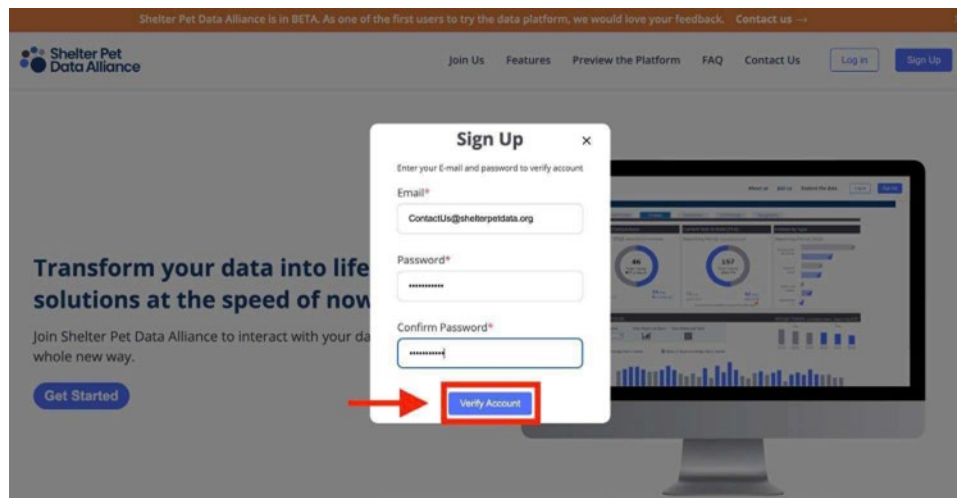 Shelter Pet Data Alliance is in BETA. As one of the first users to try the data platform, we would love your feedback. Contact us →
Shelter Pet
Data Alliance
Join Us Features Preview the Platform FAQ Contact Us Log in Sign Up
Sign Up ×
Enter your E-mail and password to verify account
Email*
ContactUs@shelterpetdata.org
Password*
Confirm Password*
Verify Account
Transform your data into life
solutions at the speed of now
Join Shelter Pet Data Alliance to interact with your da
whole new way.
Get Started
46
157